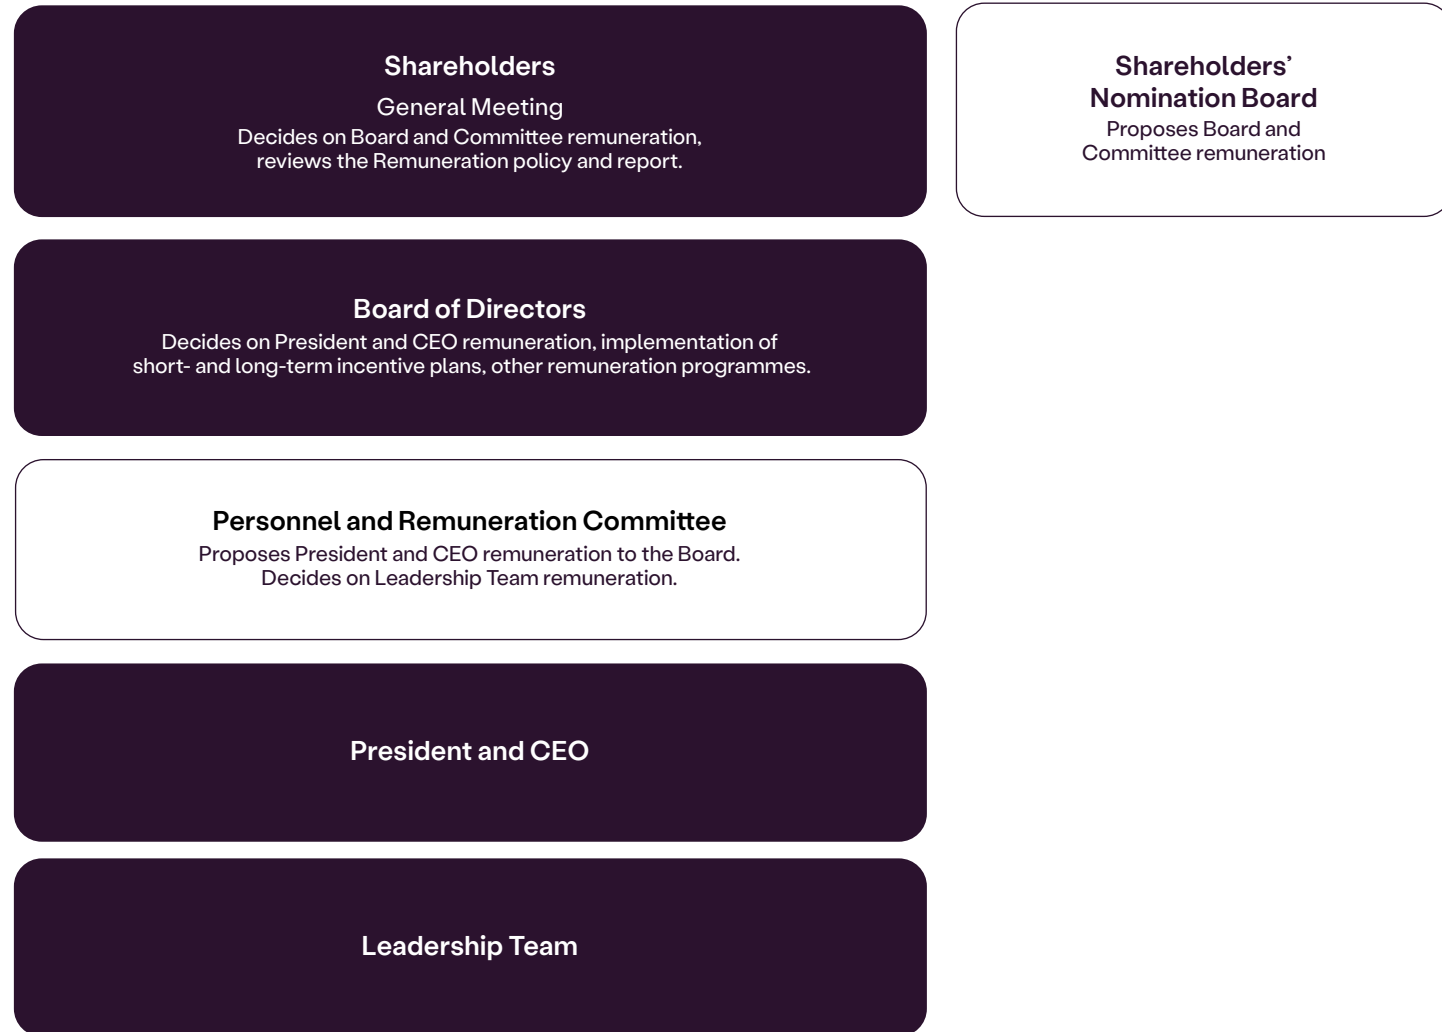 Shareholders
General Meeting
Decides on Board and Committee remuneration,
reviews the Remuneration policy and report.
Shareholders’
Nomination Board
Proposes Board and
Committee remuneration
Board of Directors
Decides on President and CEO remuneration, implementation of
short- and long-term incentive plans, other remuneration programmes.
Personnel and Remuneration Committee
Proposes President and CEO remuneration to the Board.
Decides on Leadership Team remuneration.
President and CEO
Leadership Team